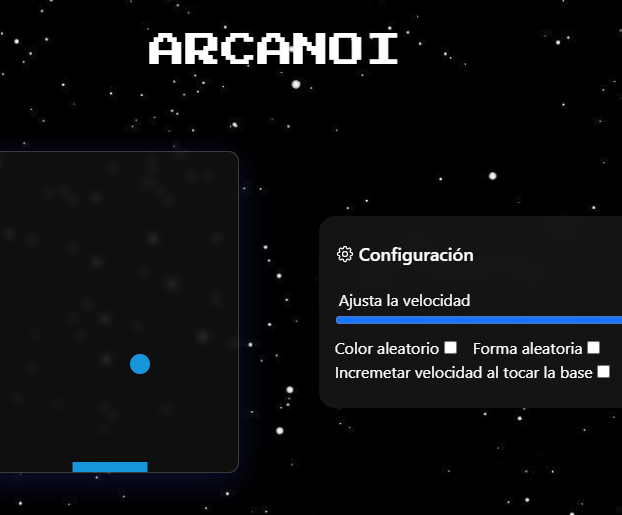 ARCANOI
Configuración
Ajusta la velocidad
Color aleatorio Forma aleatoria
Incremetar velocidad al tocar la base